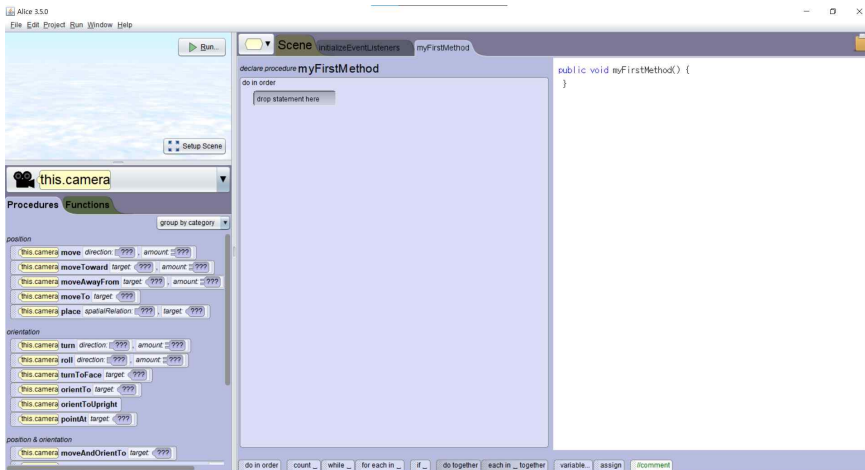 Alice 3.5.0
File Edit Project Run Window Help
Run...
Setup Scene
this.camera
Procedures Functions
group by category
position
this.camera move direction: ??? , amount: ???
this.camera moveToward target: ??? , amount: ???
this.camera moveAwayFrom target: ??? , amount: ???
this.camera moveTo target: ???
this.camera place spatialRelation: ??? , target: ???
orientation
this.camera turn direction: ??? , amount: ???
this.camera roll direction: ??? , amount: ???
this.camera turnToFace target: ???
this.camera orientTo target: ???
this.camera orientToUpright
this.camera pointAt target: ???
position & orientation
this.camera moveAndOrientTo target: ???
Scene initializeEventListeners myFirstMethod
declare procedure myFirstMethod
do in order
drop statement here
do in order count _ while _ for each in _ if _ do together each in _ together variable... assign //comment
public void myFirstMethod() {
}